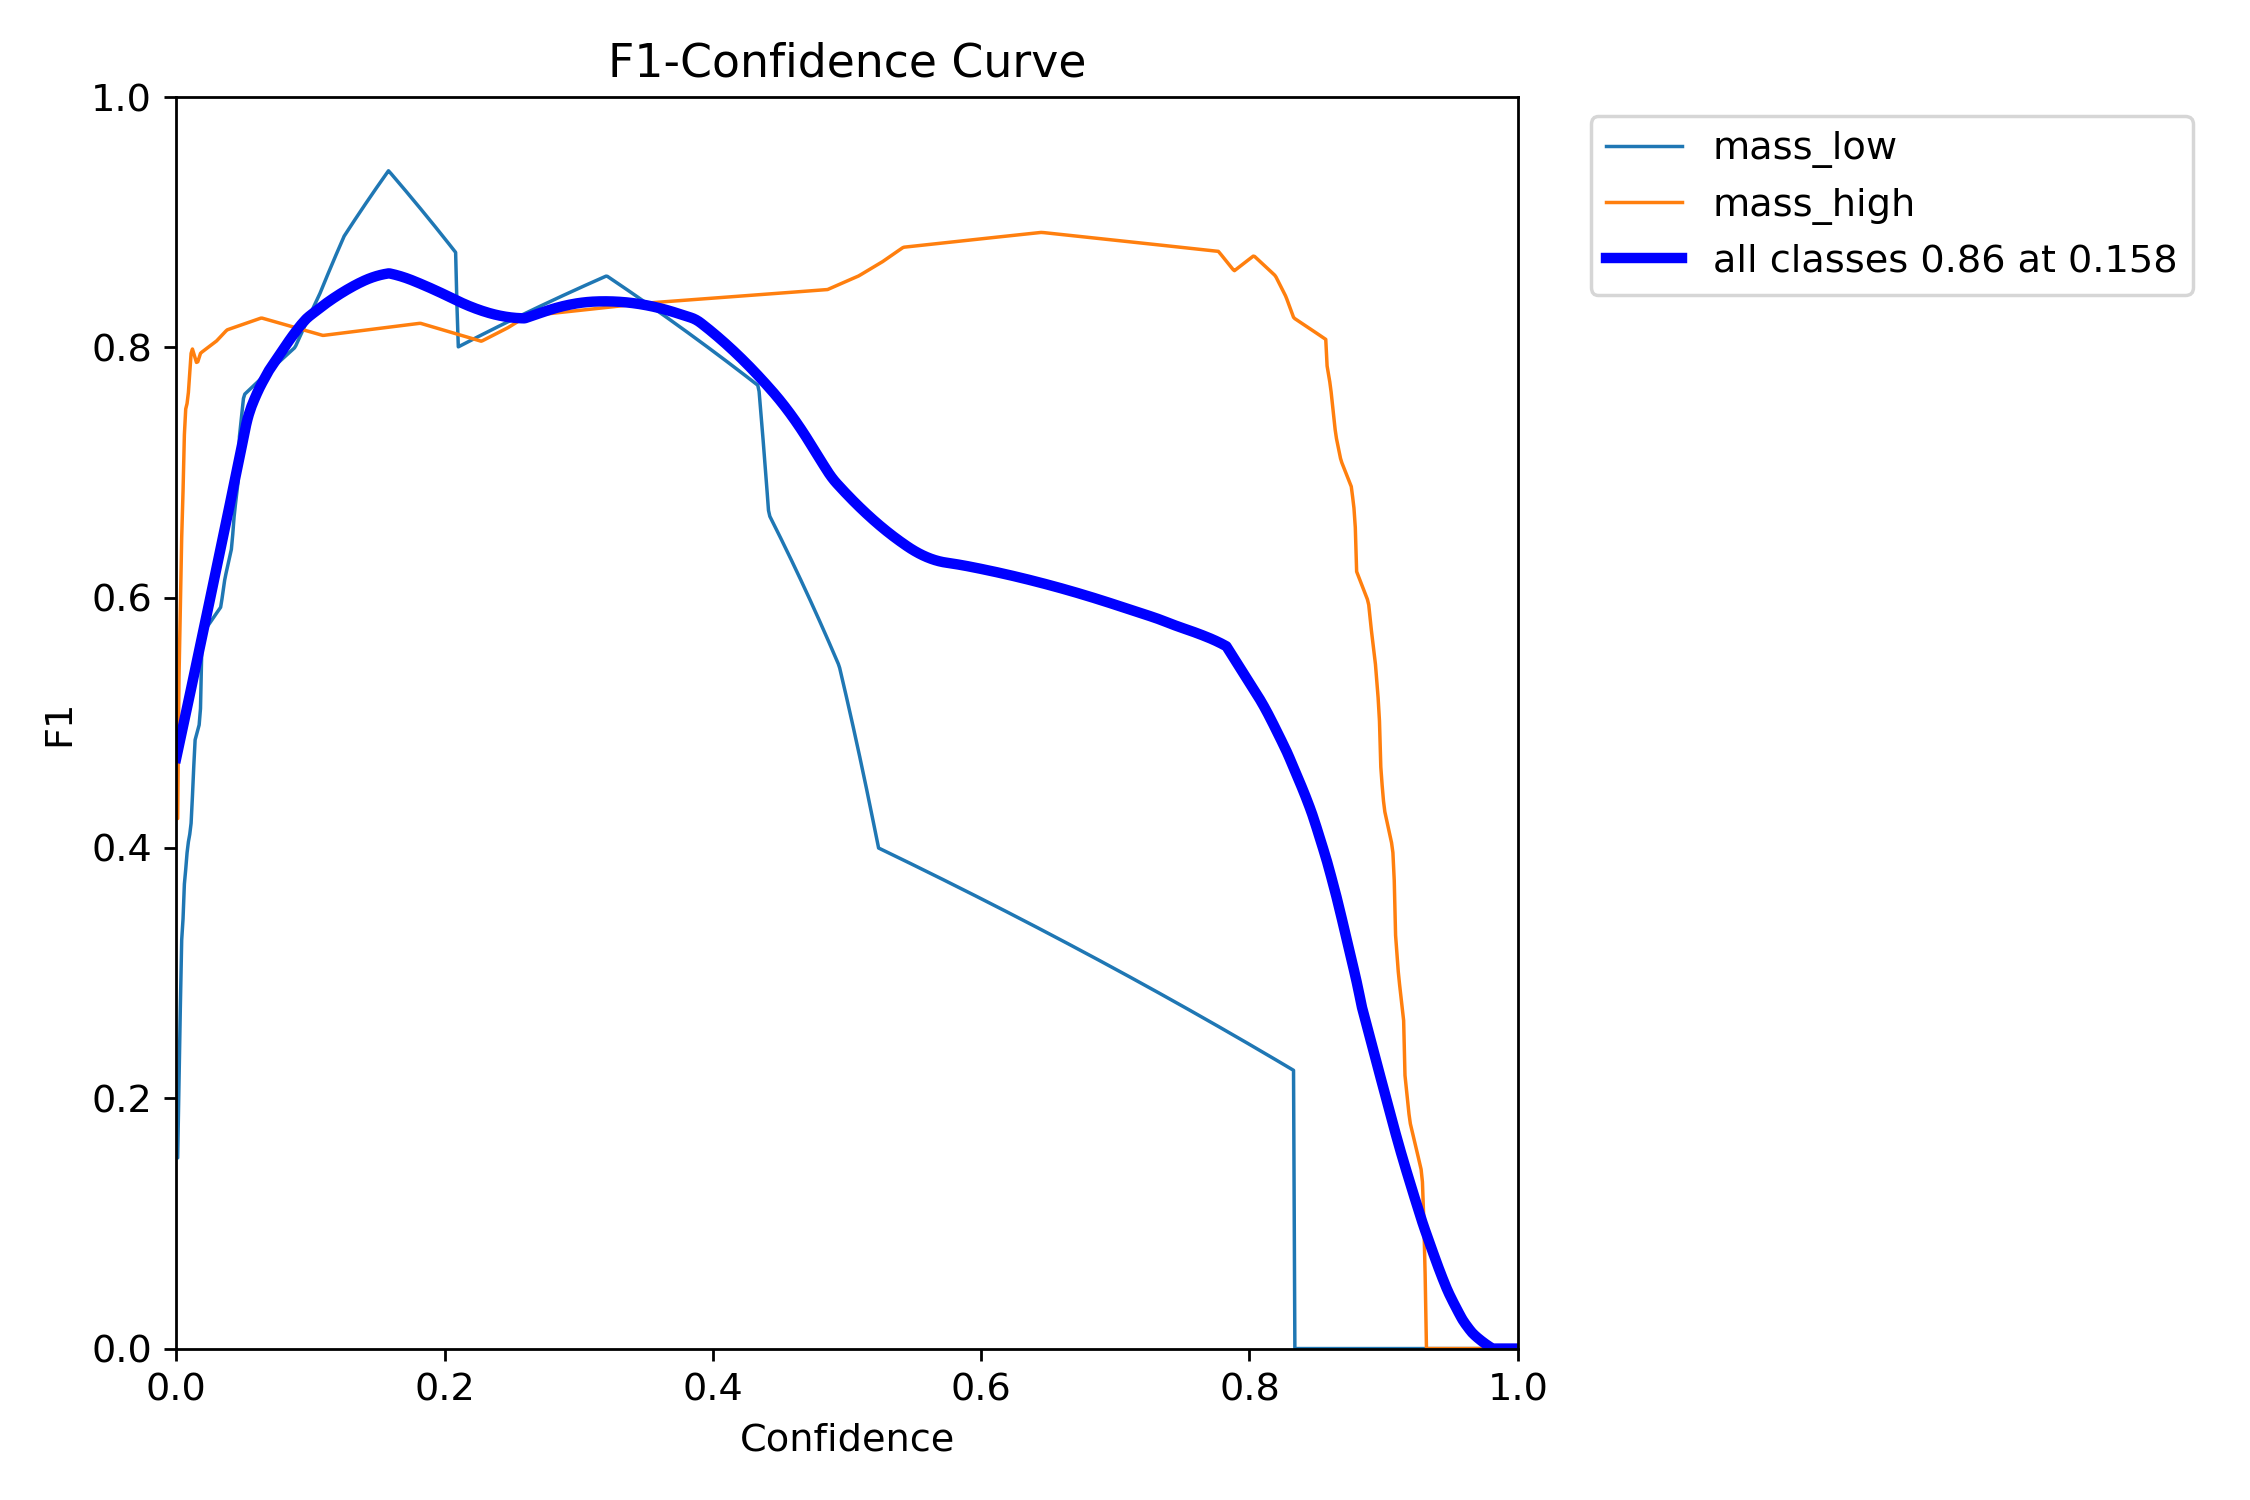 F1-Confidence Curve
mass_low
mass_high
all classes 0.86 at 0.158
F1
1.0
0.8
0.6
0.4
0.2
0.0
0.0 0.2 0.4 0.6 0.8 1.0
Confidence